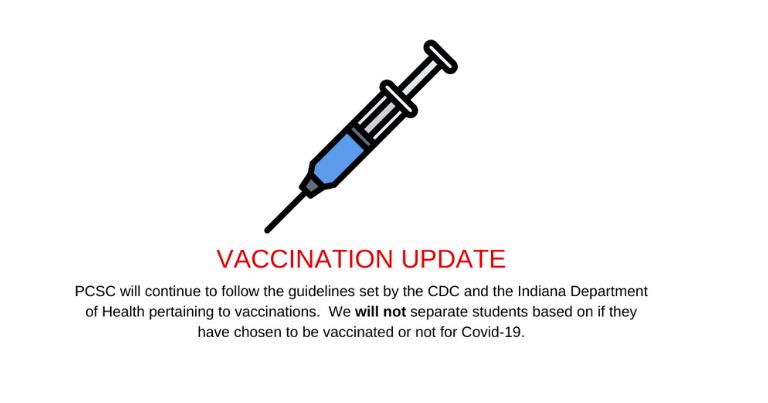 VACCINATION UPDATE
PCSC will continue to follow the guidelines set by the CDC and the Indiana Department
of Health pertaining to vaccinations.  We will not separate students based on if they
have chosen to be vaccinated or not for Covid-19.